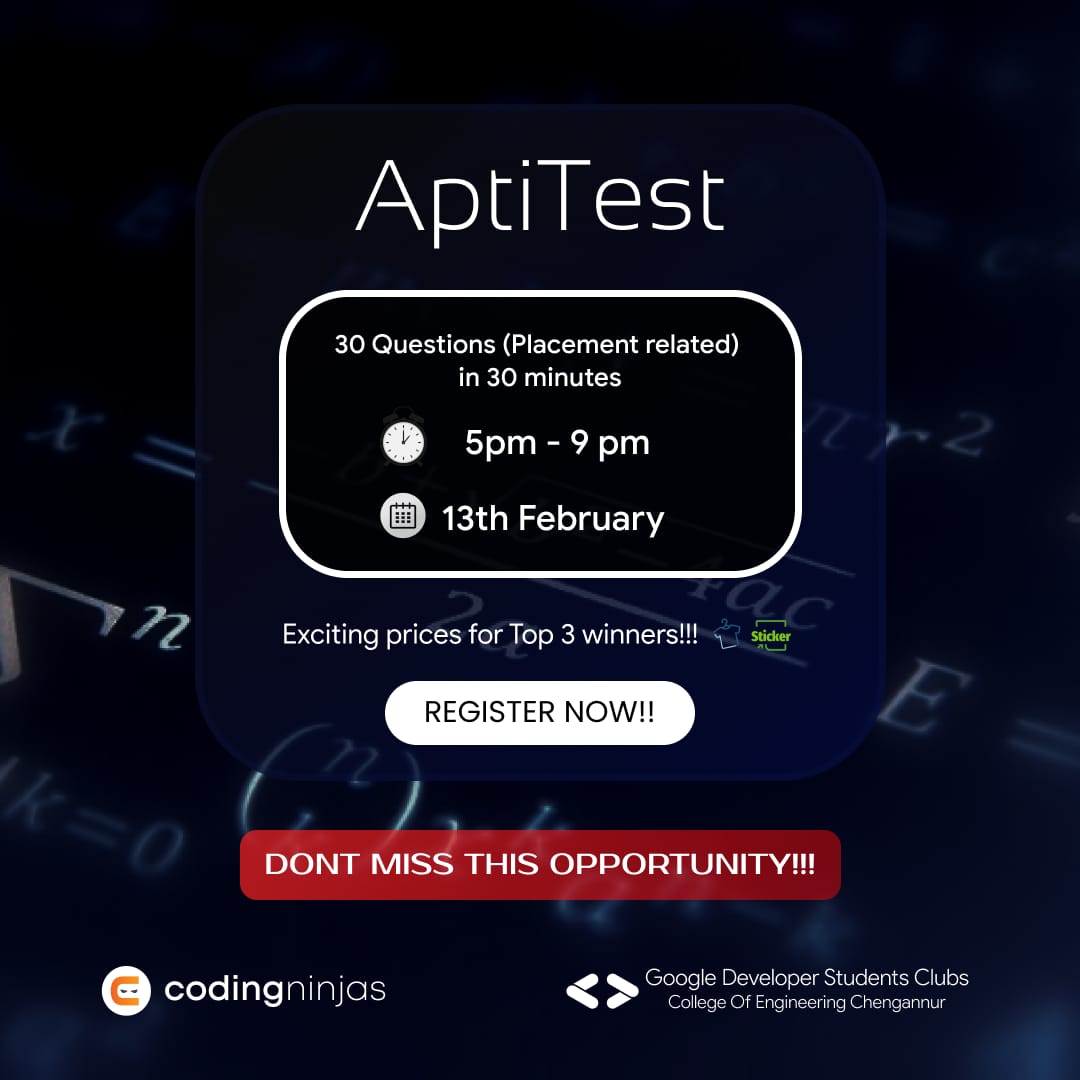 AptiTest
30 Questions (Placement related)
in 30 minutes
5pm - 9 pm
13th February
Exciting prices for Top 3 winners!!!
Sticker
REGISTER NOW!!
DONT MISS THIS OPPORTUNITY!!!
codingninjas
Google Developer Students Clubs
College Of Engineering Chengannur